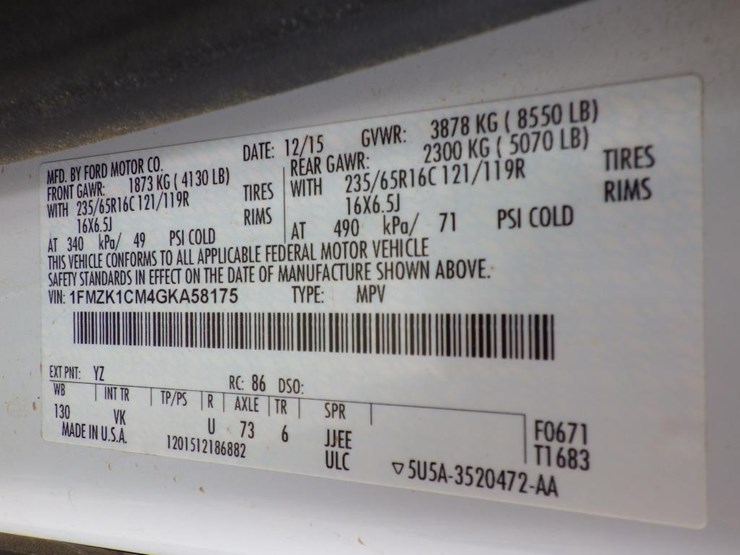 MFD. BY FORD MOTOR CO. DATE: 12/15 GVWR: 3878 KG ( 8550 LB)
FRONT GAWR: 1873 KG ( 4130 LB) REAR GAWR: 2300 KG ( 5070 LB)
WITH 235/65R16C 121/119R TIRES WITH 235/65R16C 121/119R TIRES
16X6.5J RIMS 16X6.5J RIMS
AT 340 kPa/ 49 PSI COLD AT 490 kPa/ 71 PSI COLD
THIS VEHICLE CONFORMS TO ALL APPLICABLE FEDERAL MOTOR VEHICLE
SAFETY STANDARDS IN EFFECT ON THE DATE OF MANUFACTURE SHOWN ABOVE.
VIN: 1FMZK1CM4GKA58175 TYPE: MPV
EXT PNT: YZ RC: 86 DSO:
WB INT TR TP/PS R AXLE TR SPR
130 VK U 73 6 JJEE F0671
MADE IN U.S.A. 1201512186882 ULC T1683
▽5U5A-3520472-AA